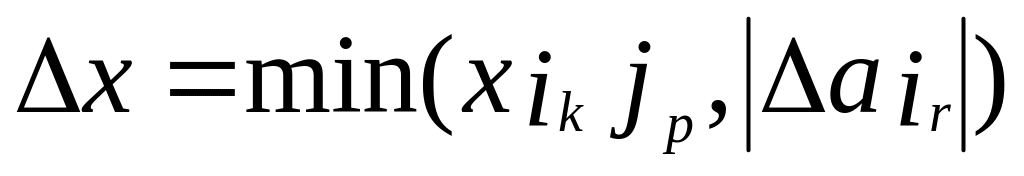 Δx =min(x i_k j_p ,|Δa i_r|)